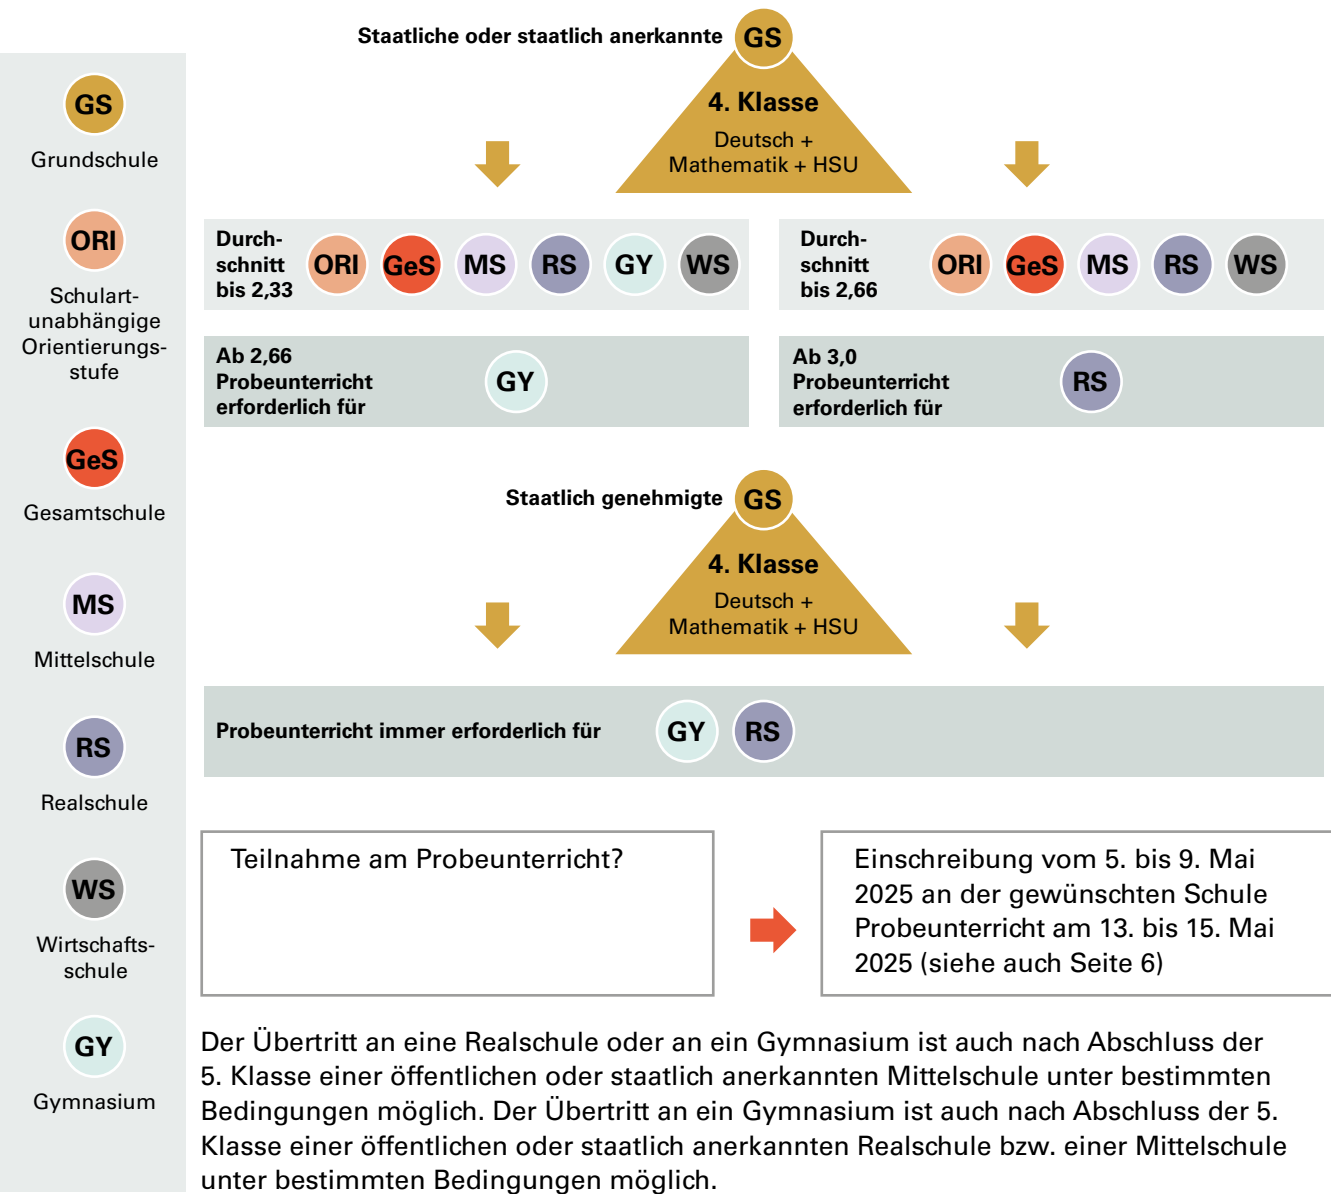 GS
Grundschule
ORI
Schulart-
unabhängige
Orientierungs-
stufe
GeS
Gesamtschule
MS
Mittelschule
RS
Realschule
WS
Wirtschafts-
schule
GY
Gymnasium
Staatliche oder staatlich anerkannte GS
4. Klasse
Deutsch +
Mathematik + HSU
Durch-
schnitt
bis 2,33
ORI GeS MS RS GY WS
Durch-
schnitt
bis 2,66
ORI GeS MS RS WS
Ab 2,66
Probeunterricht
erforderlich für
GY
Ab 3,0
Probeunterricht
erforderlich für
RS
Staatlich genehmigte GS
4. Klasse
Deutsch +
Mathematik + HSU
Probeunterricht immer erforderlich für GY RS
Teilnahme am Probeunterricht?
Einschreibung vom 5. bis 9. Mai
2025 an der gewünschten Schule
Probeunterricht am 13. bis 15. Mai
2025 (siehe auch Seite 6)
Der Übertritt an eine Realschule oder an ein Gymnasium ist auch nach Abschluss der
5. Klasse einer öffentlichen oder staatlich anerkannten Mittelschule unter bestimmten
Bedingungen möglich. Der Übertritt an ein Gymnasium ist auch nach Abschluss der 5.
Klasse einer öffentlichen oder staatlich anerkannten Realschule bzw. einer Mittelschule
unter bestimmten Bedingungen möglich.